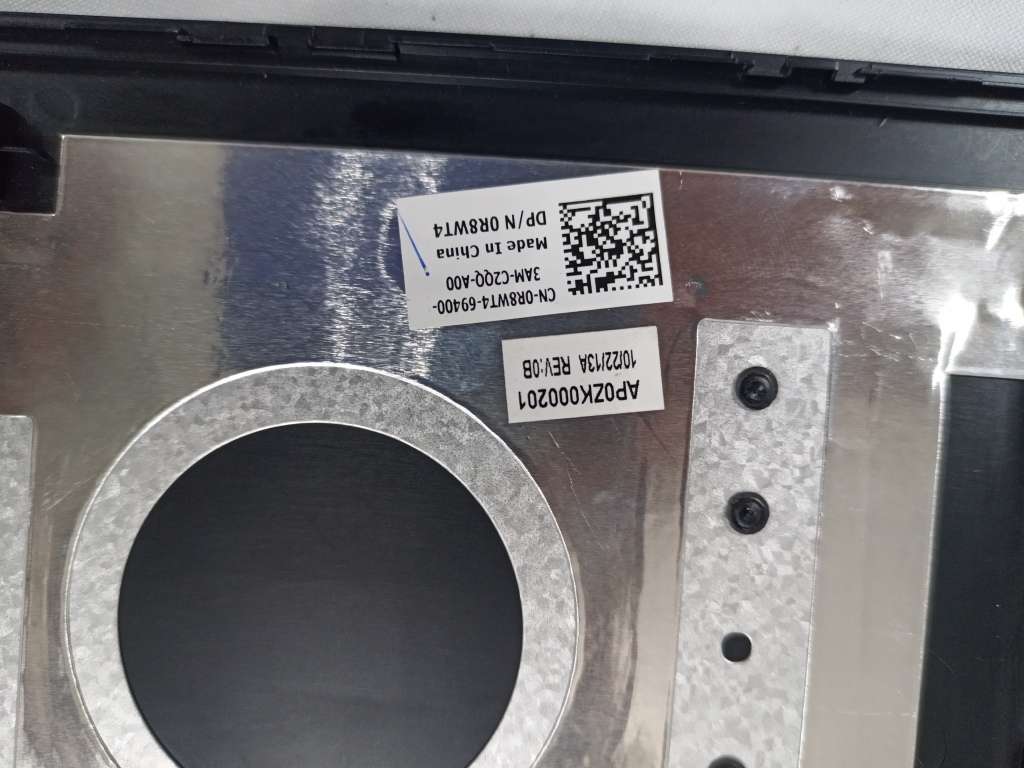 CN-0R8WT4-69400-
3AM-C2QQ-A00
Made In China
DP/N 0R8WT4
AP0ZK000201
10/22/13A REV:0B